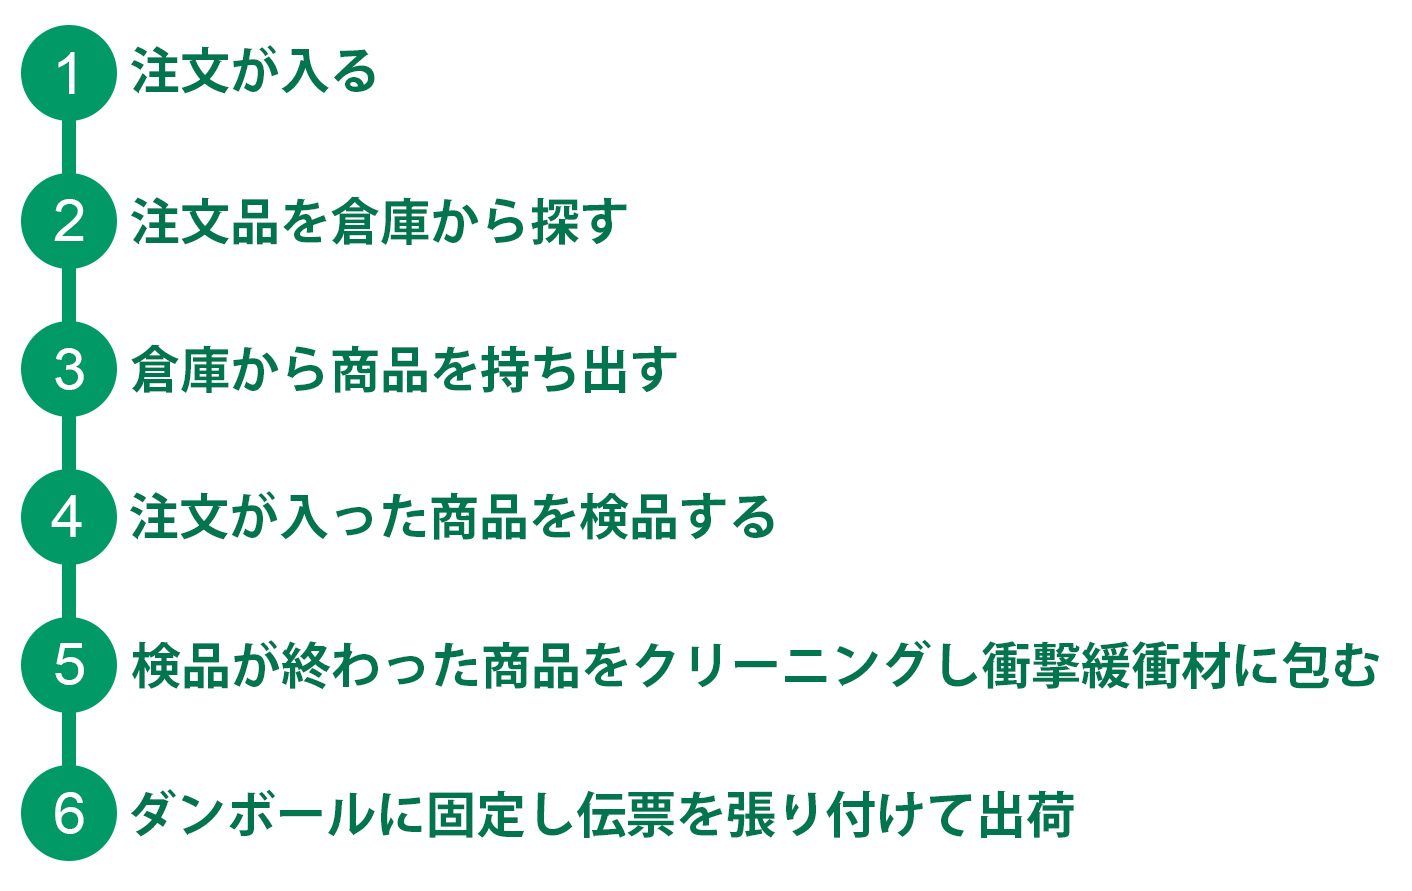 1 注文が入る
2 注文品を倉庫から探す
3 倉庫から商品を持ち出す
4 注文が入った商品を検品する
5 検品が終わった商品をクリーニングし衝撃緩衝材に包む
6 ダンボールに固定し伝票を張り付けて出荷